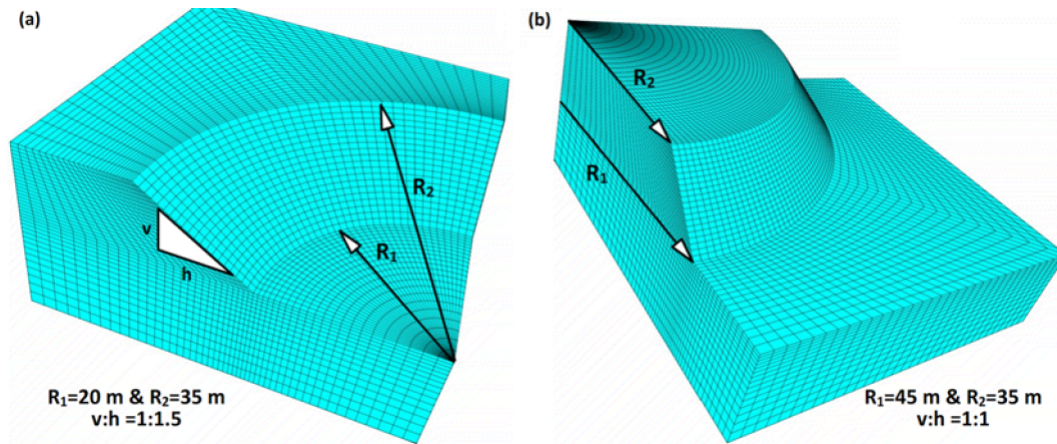 (a)
R₂
R₁
v
h
R₁=20 m & R₂=35 m
v:h =1:1.5
(b)
R₂
R₁
R₁=45 m & R₂=35 m
v:h =1:1